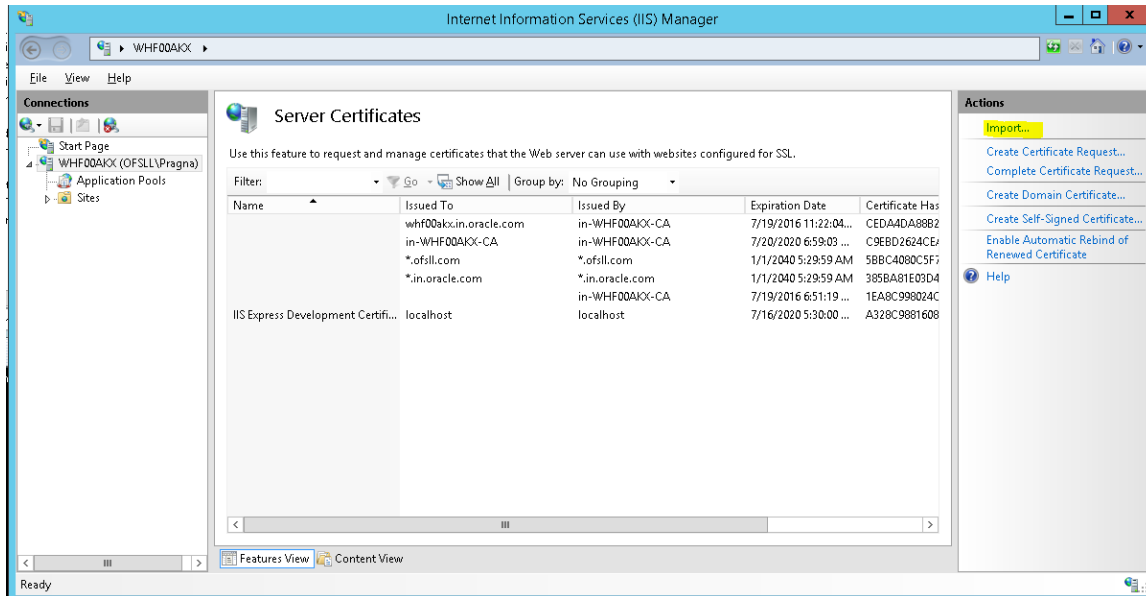 Internet Information Services (IIS) Manager
WHF00AKX
File View Help
Connections
Start Page
WHF00AKX (OFSLL\Pragna)
Application Pools
Sites
Server Certificates
Use this feature to request and manage certificates that the Web server can use with websites configured for SSL.
Filter: Go Show All Group by: No Grouping
Name Issued To Issued By Expiration Date Certificate Has
whf00akx.in.oracle.com in-WHF00AKX-CA 7/19/2016 11:22:04... CEDA4DA88B2
in-WHF00AKX-CA in-WHF00AKX-CA 7/20/2020 6:59:03 ... C9EBD2624CE
*.ofsll.com *.ofsll.com 1/1/2040 5:29:59 AM 5BBC4080C5F7
*.in.oracle.com *.in.oracle.com 1/1/2040 5:29:59 AM 385BA81E03D4
in-WHF00AKX-CA 7/19/2016 6:51:19 ... 1EA8C998024C
IIS Express Development Certifi... localhost localhost 7/16/2020 5:30:00 ... A328C9881608
Features View Content View
Actions
Import...
Create Certificate Request...
Complete Certificate Request...
Create Domain Certificate...
Create Self-Signed Certificate...
Enable Automatic Rebind of
Renewed Certificate
Help
Ready